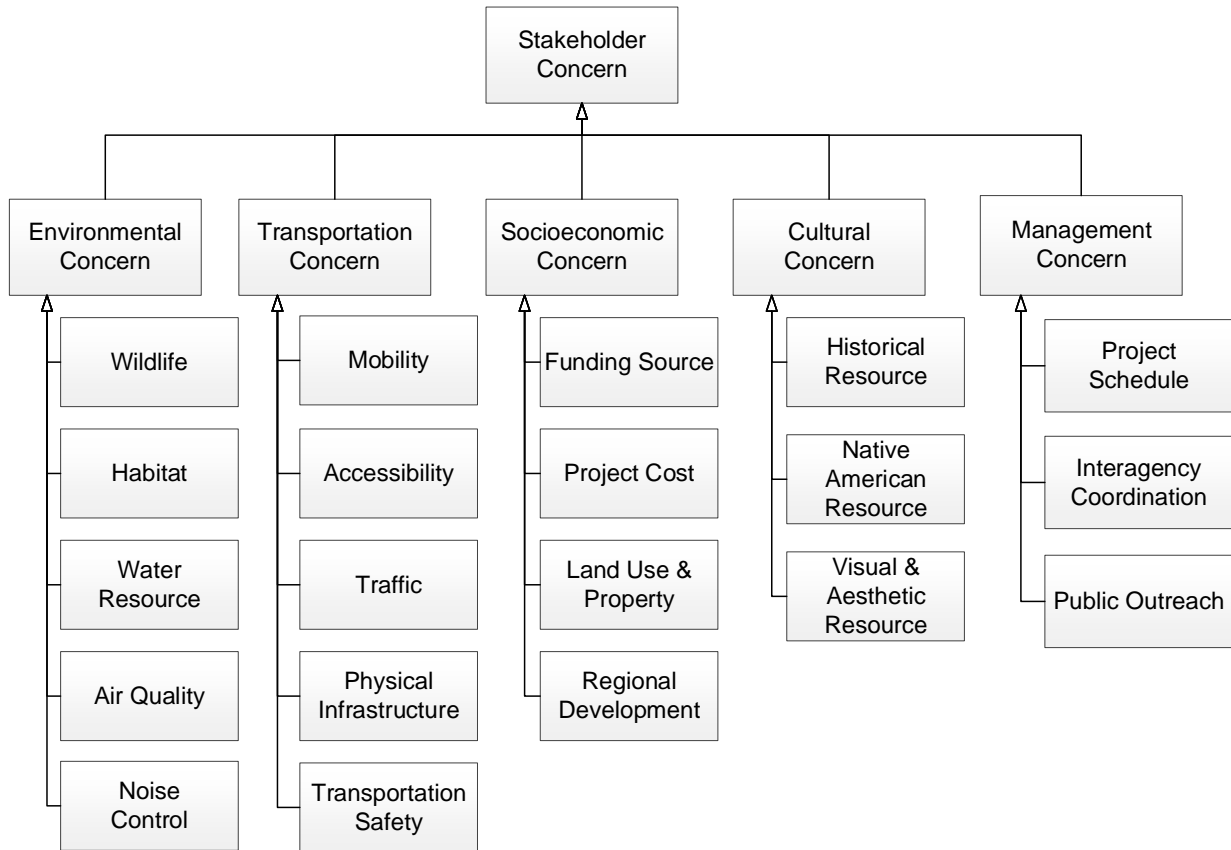 Stakeholder
Concern
Environmental
Concern
Transportation
Concern
Socioeconomic
Concern
Cultural
Concern
Management
Concern
Wildlife
Habitat
Water
Resource
Air Quality
Noise
Control
Mobility
Accessibility
Traffic
Physical
Infrastructure
Transportation
Safety
Funding Source
Project Cost
Land Use &
Property
Regional
Development
Historical
Resource
Native
American
Resource
Visual &
Aesthetic
Resource
Project
Schedule
Interagency
Coordination
Public Outreach